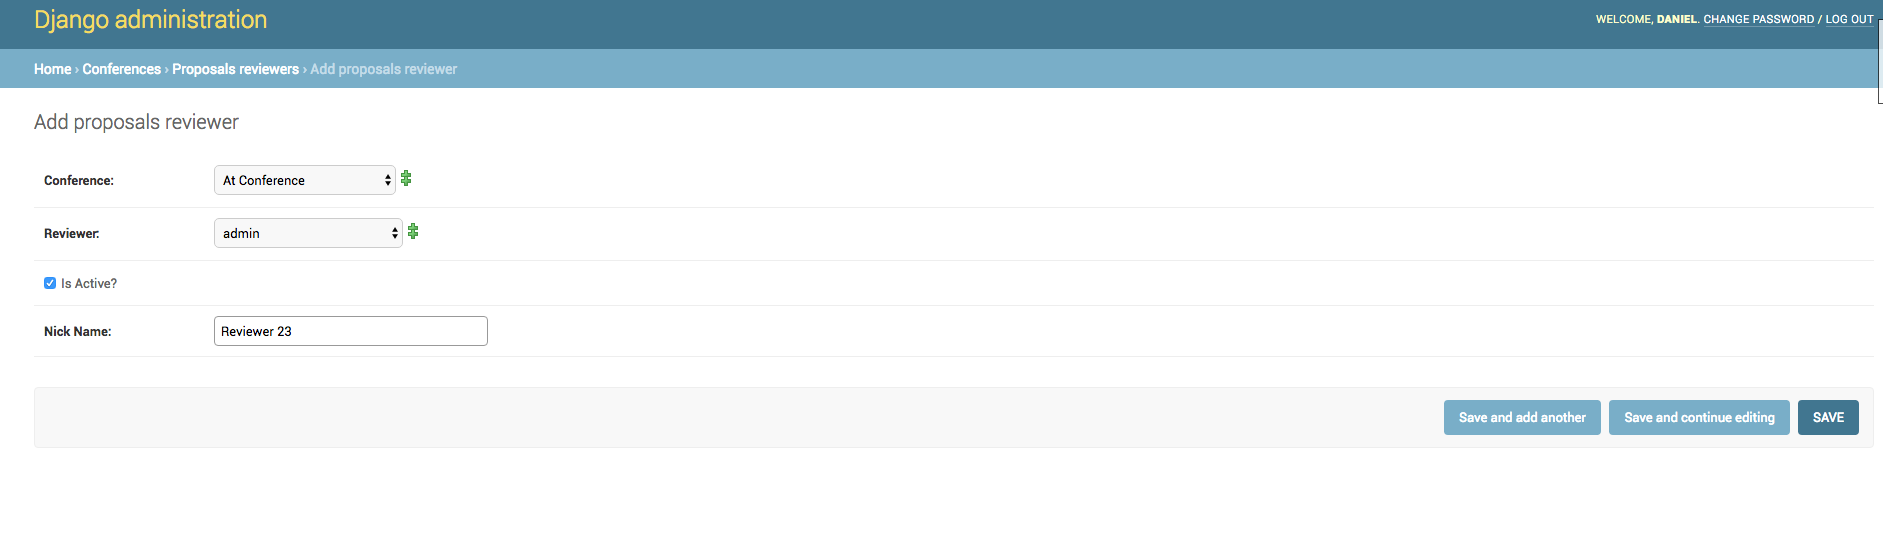 Django administration
WELCOME, DANIEL. CHANGE PASSWORD / LOG OUT
Home › Conferences › Proposals reviewers › Add proposals reviewer
Add proposals reviewer
Conference: At Conference
Reviewer: admin
Is Active?
Nick Name: Reviewer 23
Save and add another Save and continue editing SAVE